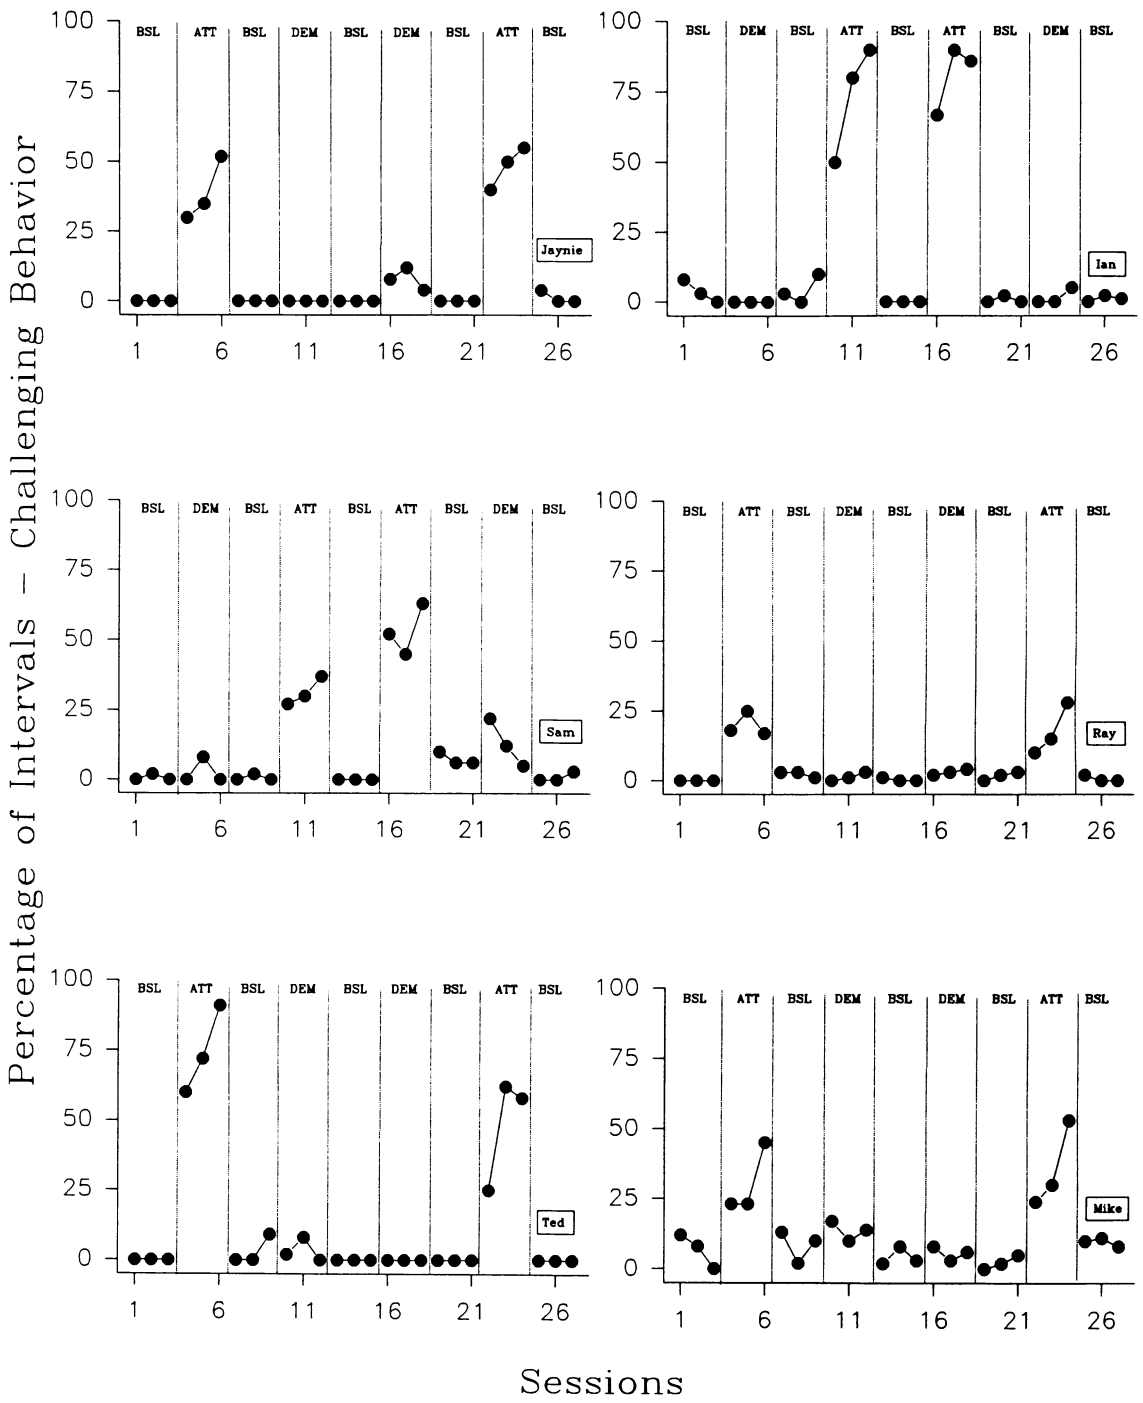 Percentage of Intervals – Challenging Behavior
100
75
50
25
0
BSL ATT BSL DEM BSL DEM BSL ATT BSL
Jaynie
1 6 11 16 21 26
100
75
50
25
0
BSL DEM BSL ATT BSL ATT BSL DEM BSL
Ian
1 6 11 16 21 26
100
75
50
25
0
BSL DEM BSL ATT BSL ATT BSL DEM BSL
Sam
1 6 11 16 21 26
100
75
50
25
0
BSL ATT BSL DEM BSL DEM BSL ATT BSL
Ray
1 6 11 16 21 26
100
75
50
25
0
BSL ATT BSL DEM BSL DEM BSL ATT BSL
Ted
1 6 11 16 21 26
100
75
50
25
0
BSL ATT BSL DEM BSL DEM BSL ATT BSL
Mike
1 6 11 16 21 26
Sessions